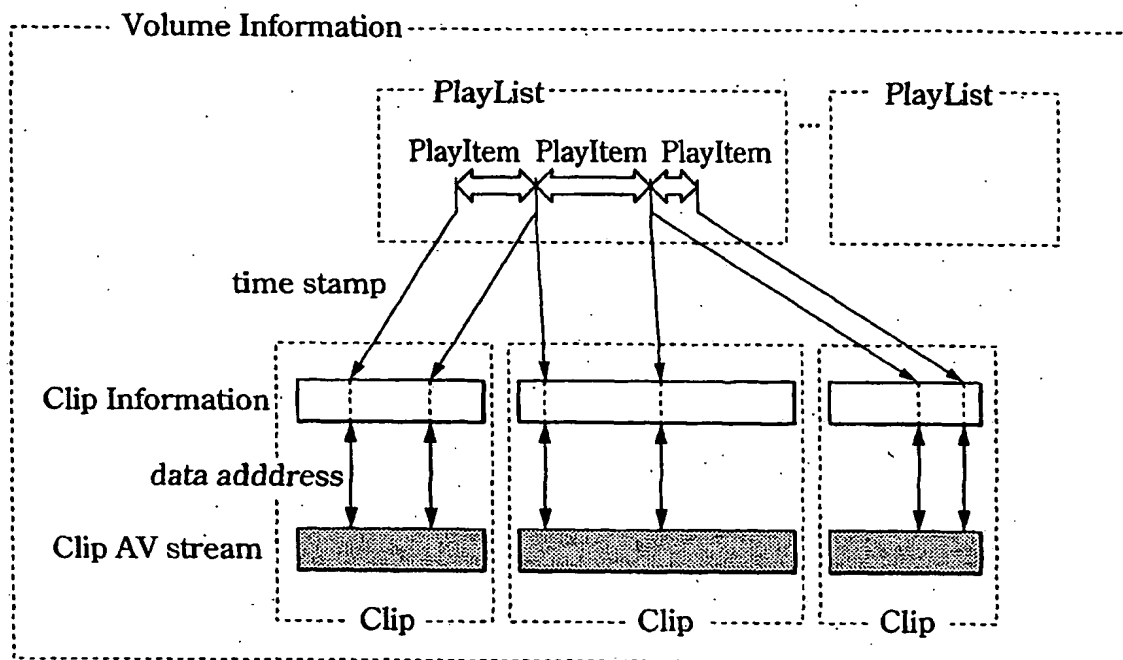 Volume Information
PlayList
PlayList
...
PlayItem PlayItem PlayItem
time stamp
Clip Information
data adddress
Clip AV stream
Clip
Clip
Clip